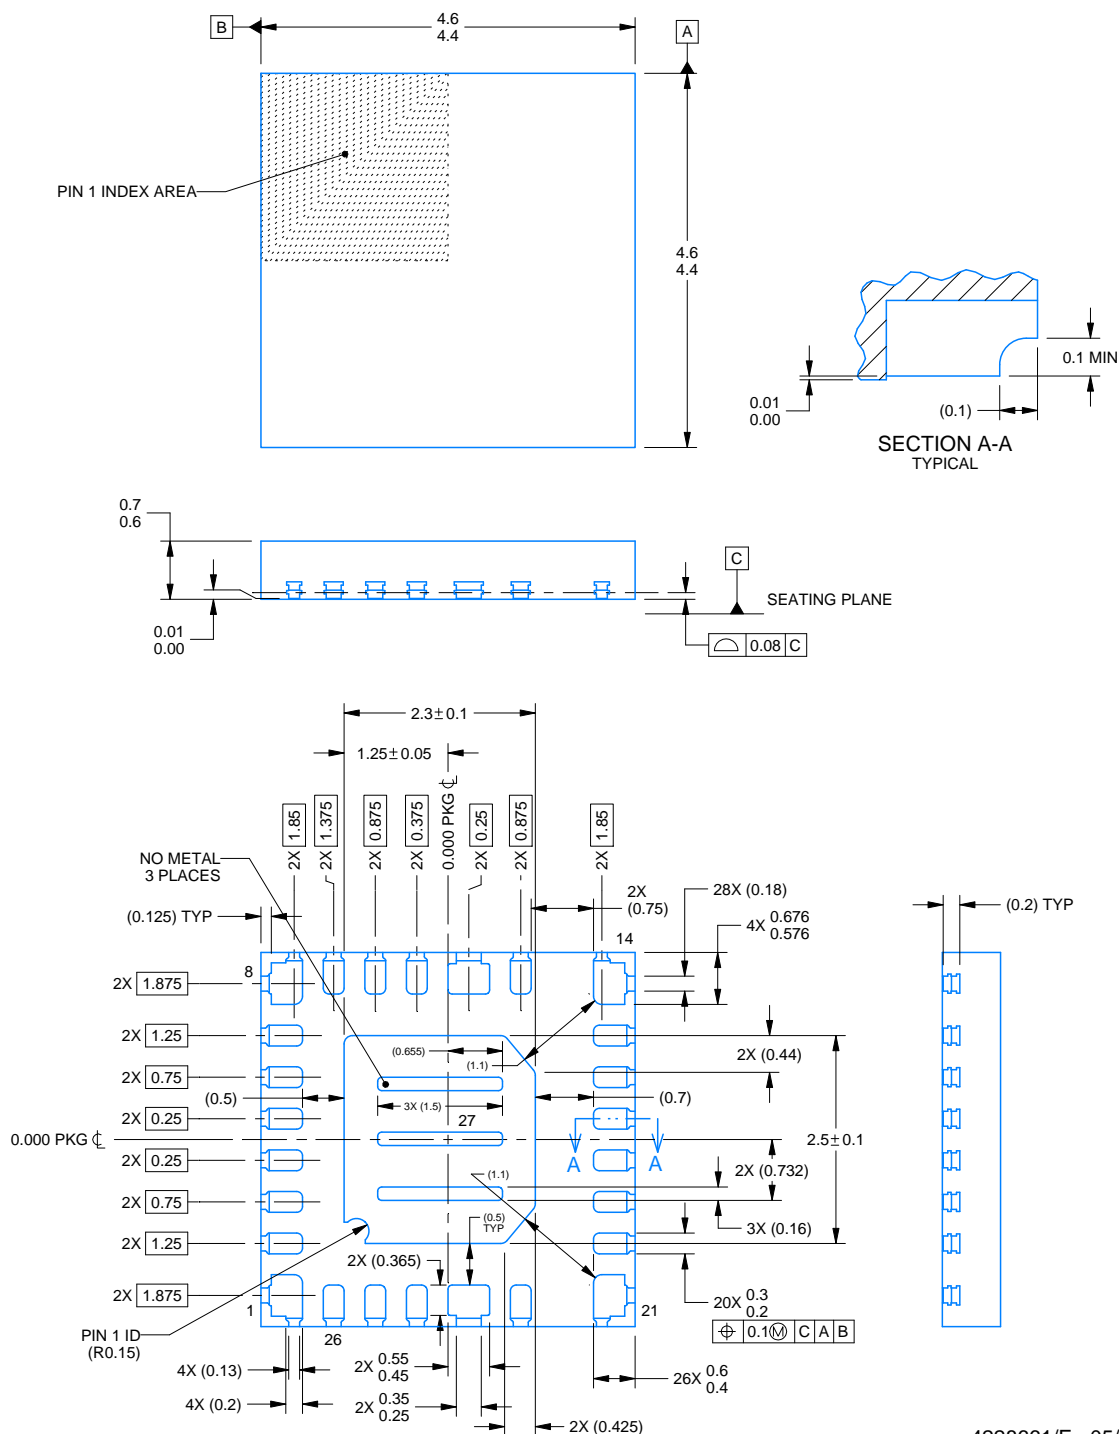 B
4.6
4.4
A
PIN 1 INDEX AREA
4.6
4.4
0.1 MIN
0.01
0.00
(0.1)
SECTION A-A
TYPICAL
0.7
0.6
C
SEATING PLANE
0.01
0.00
0.08 C
2.3±0.1
1.25±0.05
2X 1.85
2X 1.375
2X 0.875
2X 0.375
0.000 PKG ℄
2X 0.25
2X 0.875
2X 1.85
NO METAL
3 PLACES
2X
(0.75)
28X (0.18)
(0.125) TYP
4X 0.676
0.576
(0.2) TYP
14
8
2X 1.875
2X 1.25
(0.655)
(1.1)
2X (0.44)
2X 0.75
(0.5)
3X (1.5)
(0.7)
2X 0.25
27
0.000 PKG ℄
2.5±0.1
2X 0.25
A A
(1.1)
2X (0.732)
2X 0.75
(0.5)
TYP
3X (0.16)
2X 1.25
2X (0.365)
2X 1.875
1
21
20X 0.3
0.2
0.1Ⓜ C A B
PIN 1 ID
(R0.15)
26
4X (0.13)
2X 0.55
0.45
26X 0.6
0.4
4X (0.2)
2X 0.35
0.25
2X (0.425)